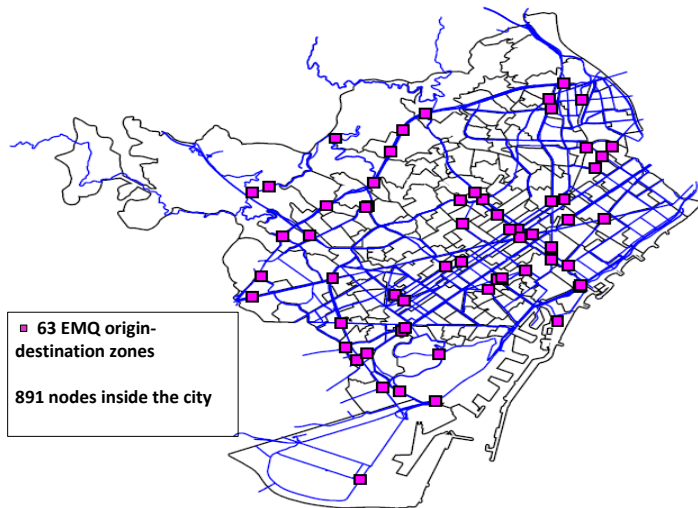 63 EMQ origin-
destination zones
891 nodes inside the city